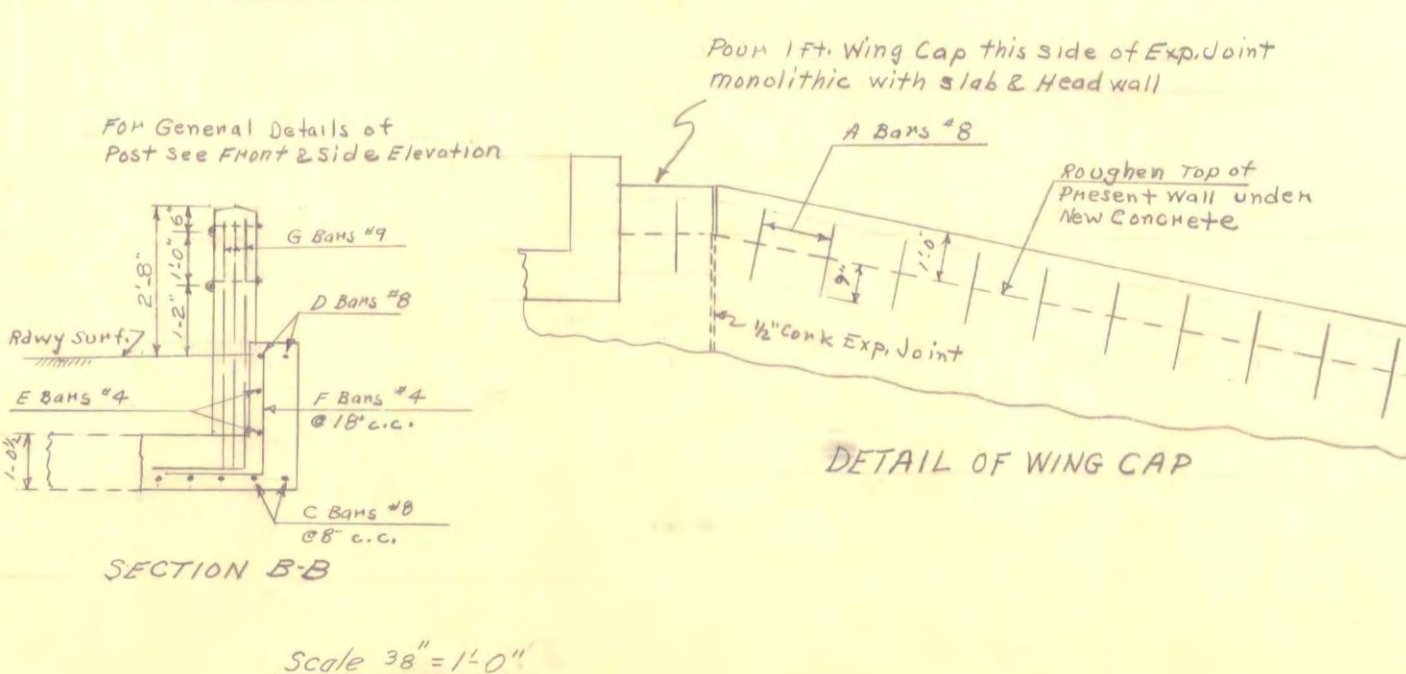 Pour 1 Ft. Wing Cap this side of Exp. Joint
monolithic with slab & Head wall
For General Details of
Post See Front & Side Elevation
A Bars #8
Roughen Top of
Present Wall under
New Concrete
6"
1'-0"
1'-2"
2'-8"
G Bars #9
D Bars #8
Rdwy Surf.
E Bars #4
F Bars #4
@ 18" c.c.
1'-0½
C Bars #8
@ 8" c.c.
SECTION B-B
1'-0"
9"
½" Cork Exp. Joint
DETAIL OF WING CAP
Scale 38" = 1'-0"